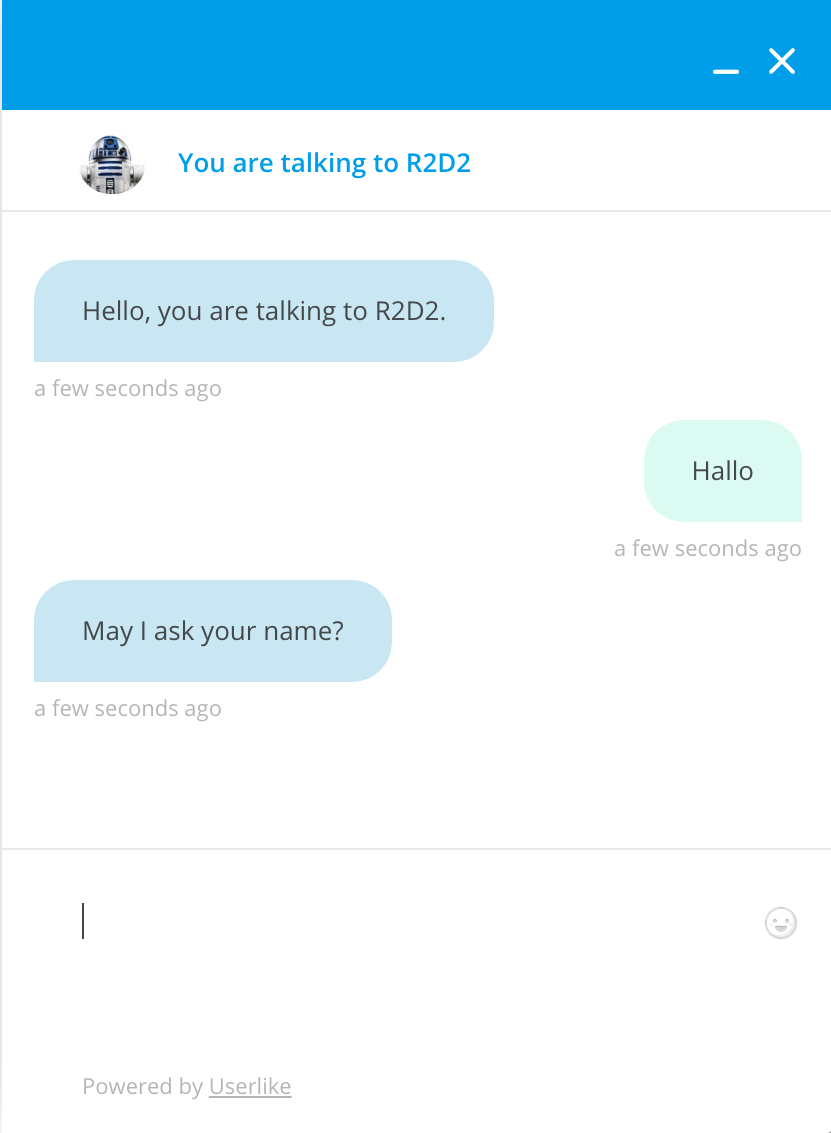 You are talking to R2D2
Hello, you are talking to R2D2.
a few seconds ago
Hallo
a few seconds ago
May I ask your name?
a few seconds ago
Powered by Userlike